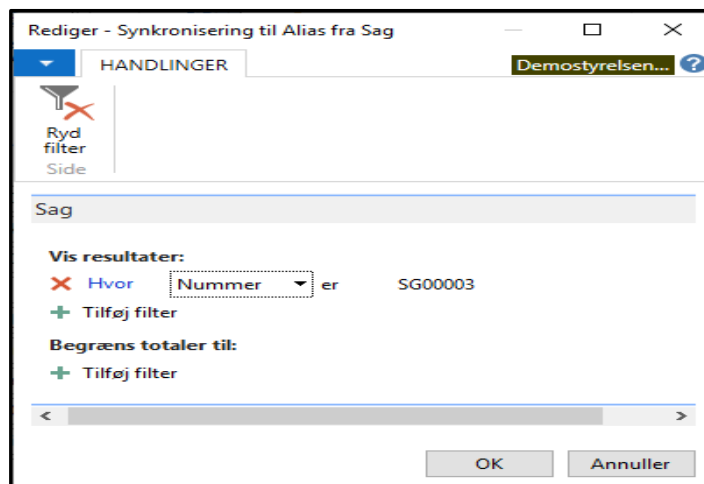 Rediger - Synkronisering til Alias fra Sag
HANDLINGER
Demostyrelsen...
?
Ryd
filter
Side
Sag
Vis resultater:
Hvor Nummer er SG00003
Tilføj filter
Begræns totaler til:
Tilføj filter
OK Annuller